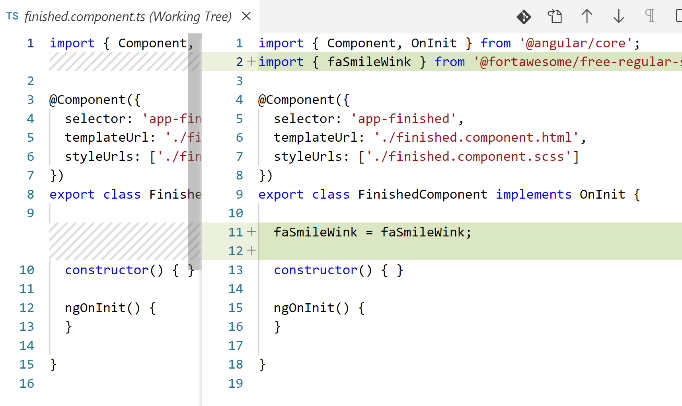 TS finished.component.ts (Working Tree) ×
1 import { Component,
2
3 @Component({
4 selector: 'app-fin
5 templateUrl: './fi
6 styleUrls: ['./fin
7 })
8 export class Finishe
9
10 constructor() { }
11
12 ngOnInit() {
13 }
14
15 }
16
1 import { Component, OnInit } from '@angular/core';
2+ import { faSmileWink } from '@fortawesome/free-regular-s
3
4 @Component({
5 selector: 'app-finished',
6 templateUrl: './finished.component.html',
7 styleUrls: ['./finished.component.scss']
8 })
9 export class FinishedComponent implements OnInit {
10
11+ faSmileWink = faSmileWink;
12+
13 constructor() { }
14
15 ngOnInit() {
16 }
17
18 }
19